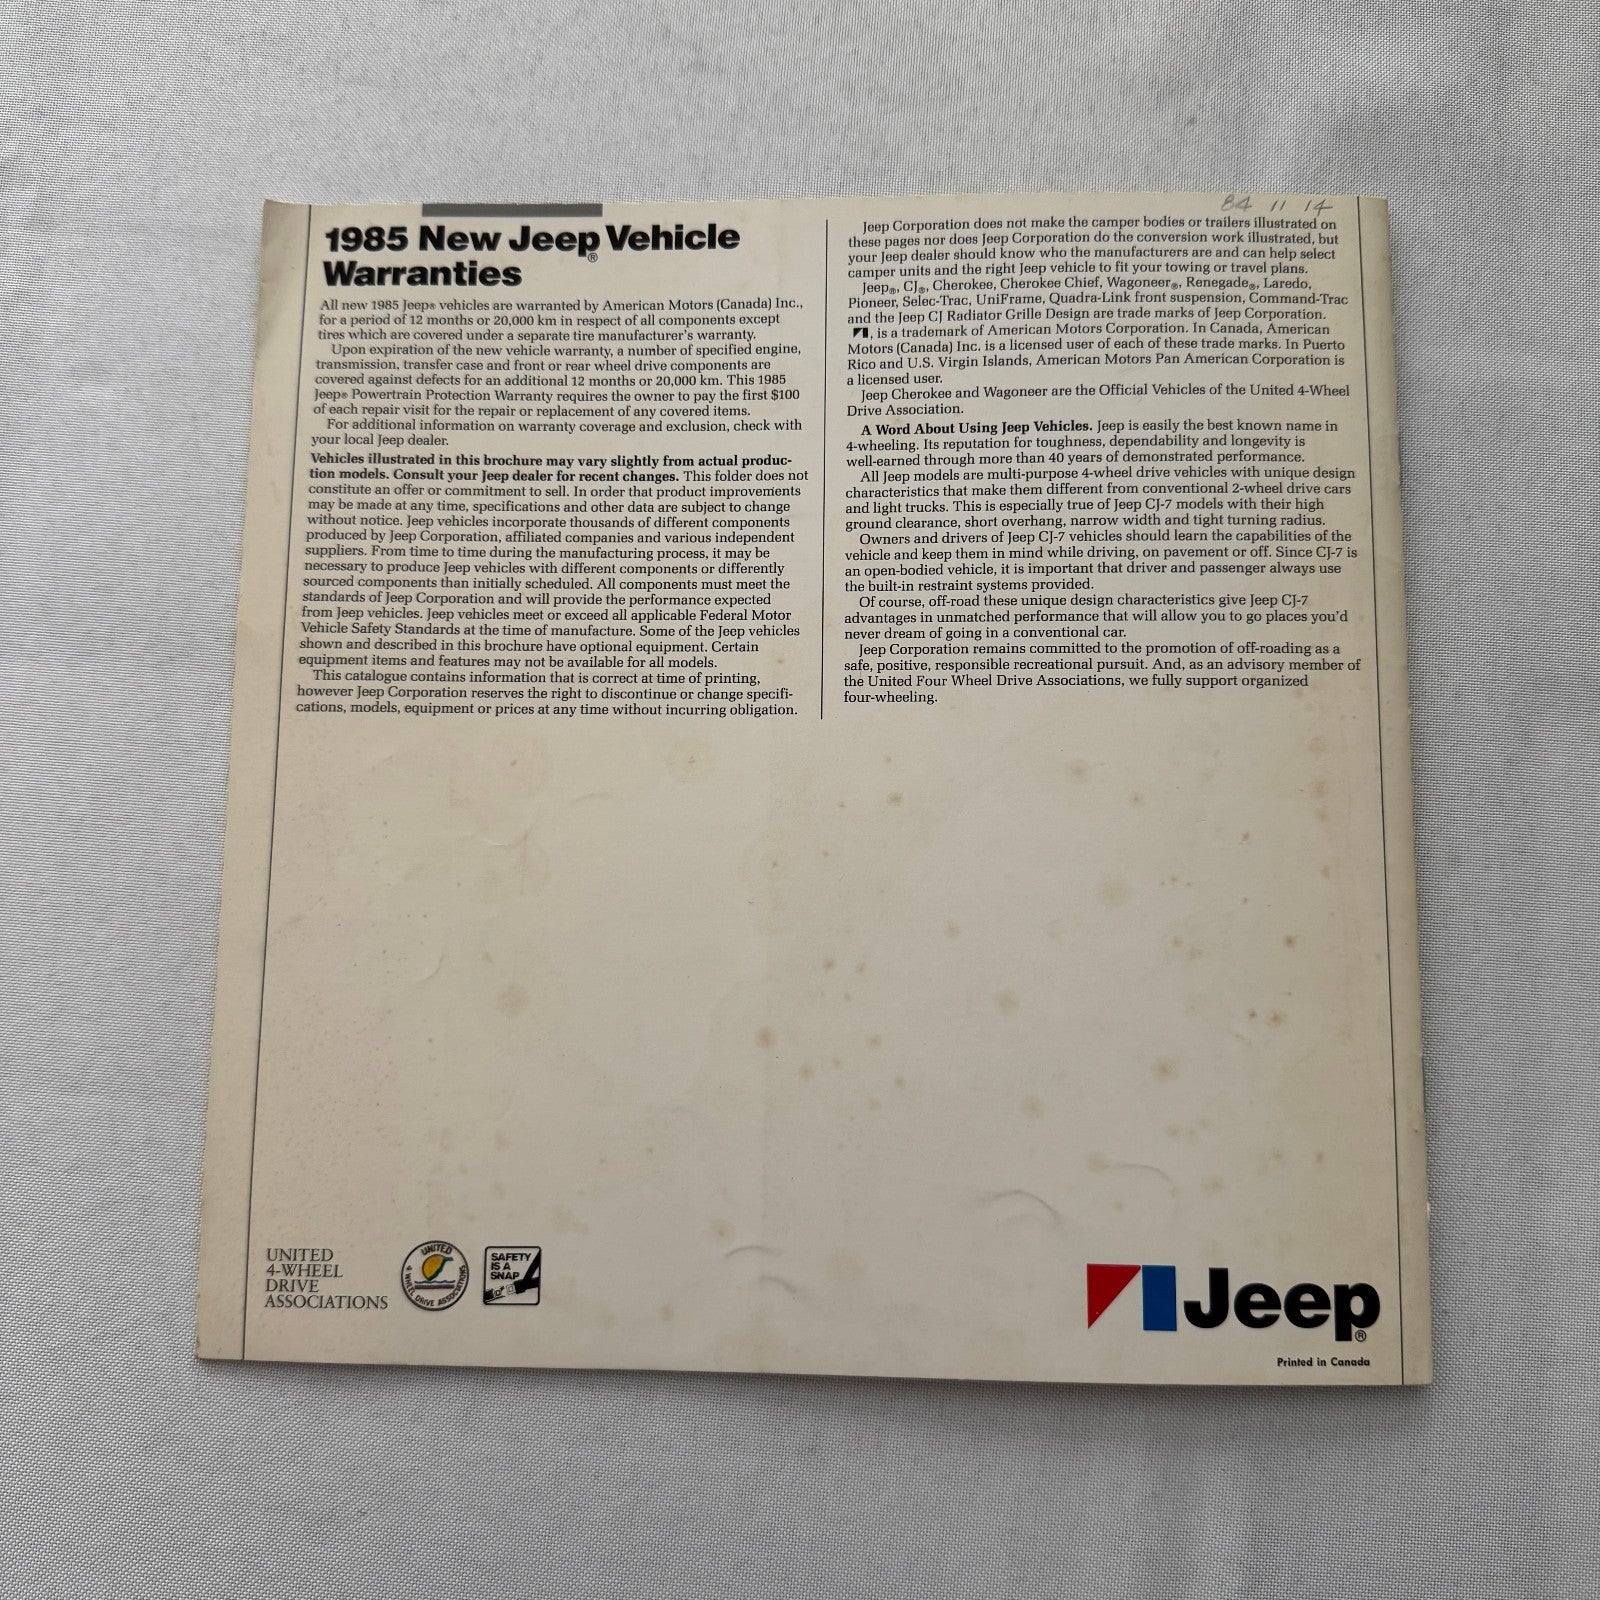 84 11 14
1985 New Jeep® Vehicle
Warranties
All new 1985 Jeep® vehicles are warranted by American Motors (Canada) Inc.,
for a period of 12 months or 20,000 km in respect of all components except
tires which are covered under a separate tire manufacturer's warranty.
Upon expiration of the new vehicle warranty, a number of specified engine,
transmission, transfer case and front or rear wheel drive components are
covered against defects for an additional 12 months or 20,000 km. This 1985
Jeep® Powertrain Protection Warranty requires the owner to pay the first $100
of each repair visit for the repair or replacement of any covered items.
For additional information on warranty coverage and exclusion, check with
your local Jeep dealer.
Vehicles illustrated in this brochure may vary slightly from actual produc-
tion models. Consult your Jeep dealer for recent changes. This folder does not
constitute an offer or commitment to sell. In order that product improvements
may be made at any time, specifications and other data are subject to change
without notice. Jeep vehicles incorporate thousands of different components
produced by Jeep Corporation, affiliated companies and various independent
suppliers. From time to time during the manufacturing process, it may be
necessary to produce Jeep vehicles with different components or differently
sourced components than initially scheduled. All components must meet the
standards of Jeep Corporation and will provide the performance expected
from Jeep vehicles. Jeep vehicles meet or exceed all applicable Federal Motor
Vehicle Safety Standards at the time of manufacture. Some of the Jeep vehicles
shown and described in this brochure have optional equipment. Certain
equipment items and features may not be available for all models.
This catalogue contains information that is correct at time of printing,
however Jeep Corporation reserves the right to discontinue or change specifi-
cations, models, equipment or prices at any time without incurring obligation.
Jeep Corporation does not make the camper bodies or trailers illustrated on
these pages nor does Jeep Corporation do the conversion work illustrated, but
your Jeep dealer should know who the manufacturers are and can help select
camper units and the right Jeep vehicle to fit your towing or travel plans.
Jeep®, CJ®, Cherokee, Cherokee Chief, Wagoneer®, Renegade®, Laredo,
Pioneer, Selec-Trac, UniFrame, Quadra-Link front suspension, Command-Trac
and the Jeep CJ Radiator Grille Design are trade marks of Jeep Corporation.
, is a trademark of American Motors Corporation. In Canada, American
Motors (Canada) Inc. is a licensed user of each of these trade marks. In Puerto
Rico and U.S. Virgin Islands, American Motors Pan American Corporation is
a licensed user.
Jeep Cherokee and Wagoneer are the Official Vehicles of the United 4-Wheel
Drive Association.
A Word About Using Jeep Vehicles. Jeep is easily the best known name in
4-wheeling. Its reputation for toughness, dependability and longevity is
well-earned through more than 40 years of demonstrated performance.
All Jeep models are multi-purpose 4-wheel drive vehicles with unique design
characteristics that make them different from conventional 2-wheel drive cars
and light trucks. This is especially true of Jeep CJ-7 models with their high
ground clearance, short overhang, narrow width and tight turning radius.
Owners and drivers of Jeep CJ-7 vehicles should learn the capabilities of the
vehicle and keep them in mind while driving, on pavement or off. Since CJ-7 is
an open-bodied vehicle, it is important that driver and passenger always use
the built-in restraint systems provided.
Of course, off-road these unique design characteristics give Jeep CJ-7
advantages in unmatched performance that will allow you to go places you'd
never dream of going in a conventional car.
Jeep Corporation remains committed to the promotion of off-roading as a
safe, positive, responsible recreational pursuit. And, as an advisory member of
the United Four Wheel Drive Associations, we fully support organized
four-wheeling.
UNITED
4-WHEEL
DRIVE
ASSOCIATIONS
UNITED
4 WHEEL DRIVE ASSOCIATIONS
SAFETY
IS A
SNAP
Jeep®
Printed in Canada